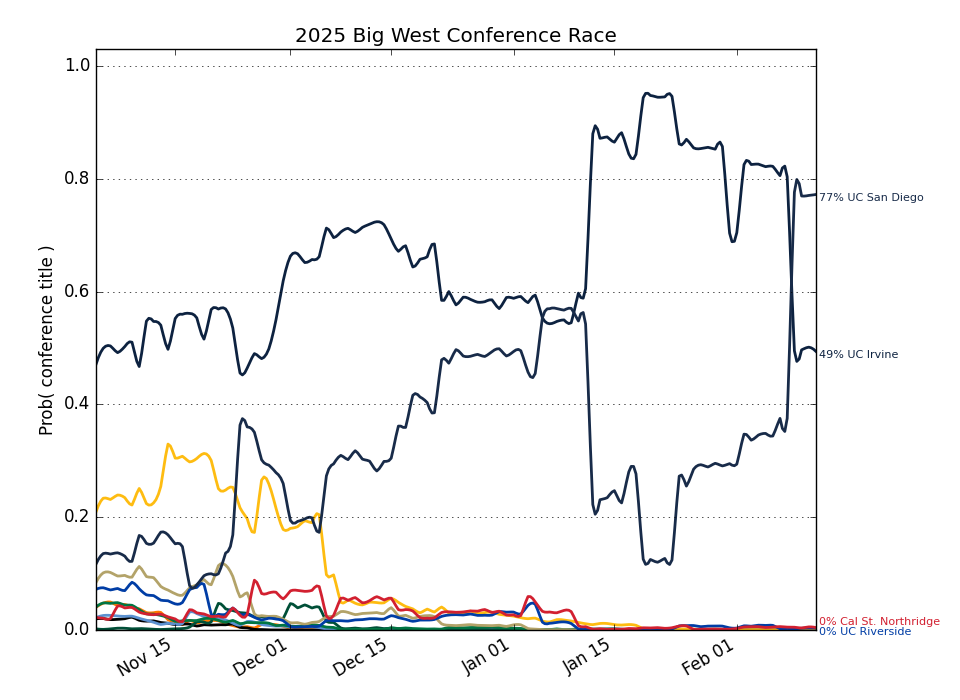 2025 Big West Conference Race
Prob( conference title )
1.0
0.8
0.6
0.4
0.2
0.0
77% UC San Diego
49% UC Irvine
0% Cal St. Northridge
0% UC Riverside
Nov 15
Dec 01
Dec 15
Jan 01
Jan 15
Feb 01